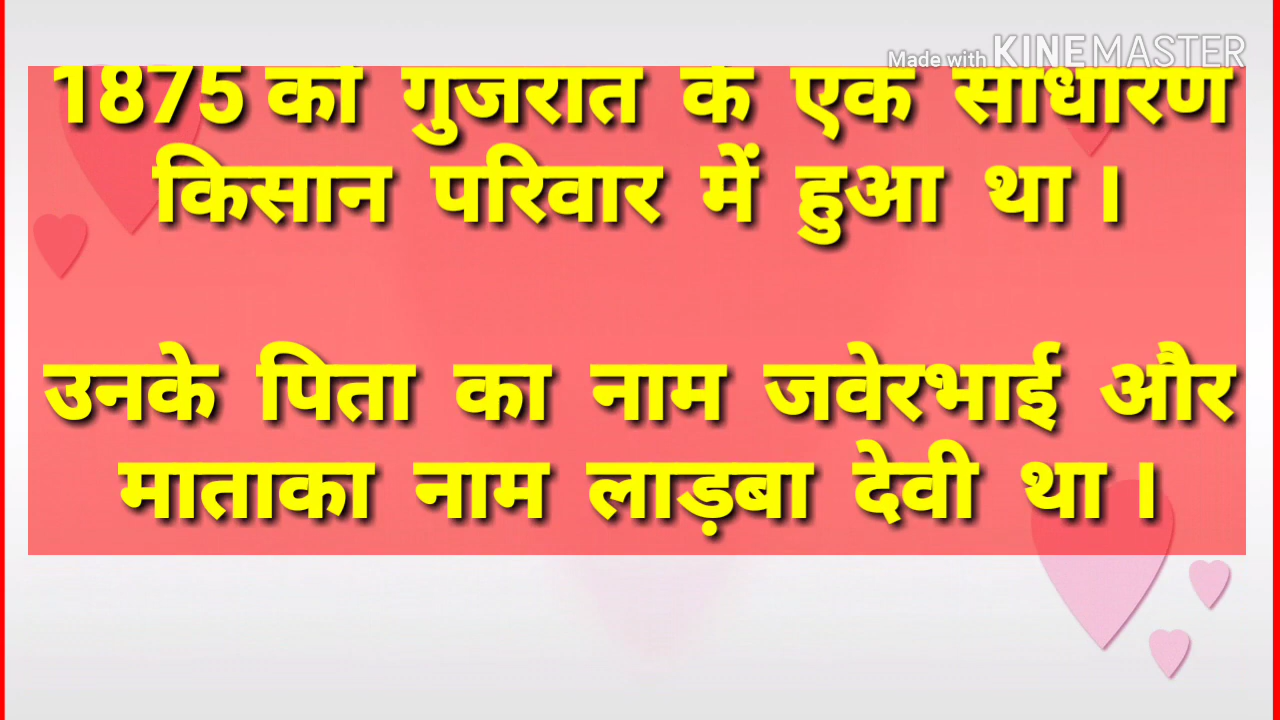 Made with KINEMASTER
1875 को गुजरात के एक साधारण
किसान परिवार में हुआ था ।
उनके पिता का नाम जवेरभाई और
माताका नाम लाड़बा देवी था ।